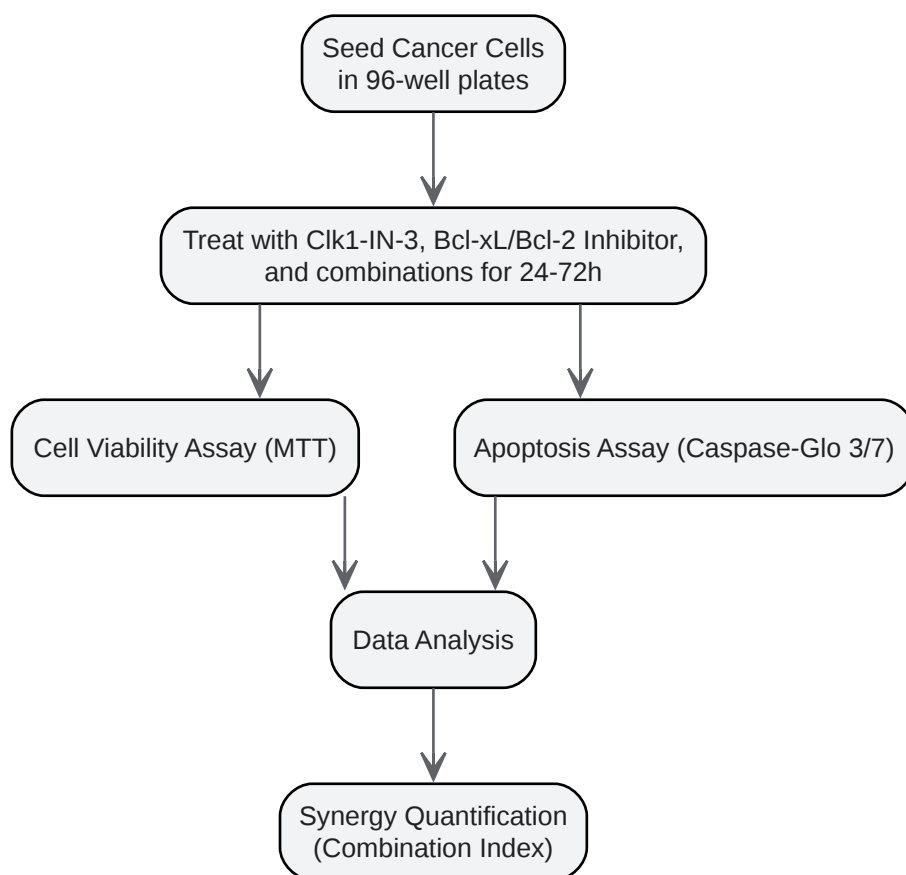 Seed Cancer Cells
in 96-well plates
Treat with Clk1-IN-3, Bcl-xL/Bcl-2 Inhibitor,
and combinations for 24-72h
Cell Viability Assay (MTT)
Apoptosis Assay (Caspase-Glo 3/7)
Data Analysis
Synergy Quantification
(Combination Index)